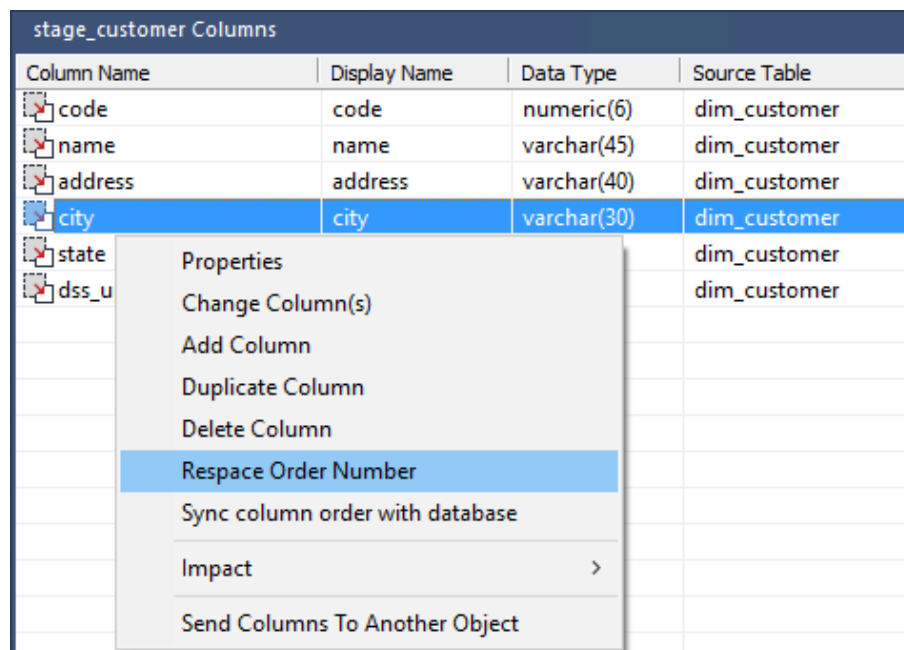 stage_customer Columns
Column Name Display Name Data Type Source Table
code code numeric(6) dim_customer
name name varchar(45) dim_customer
address address varchar(40) dim_customer
city city varchar(30) dim_customer
state dim_customer
dss_u dim_customer
Properties
Change Column(s)
Add Column
Duplicate Column
Delete Column
Respace Order Number
Sync column order with database
Impact
Send Columns To Another Object